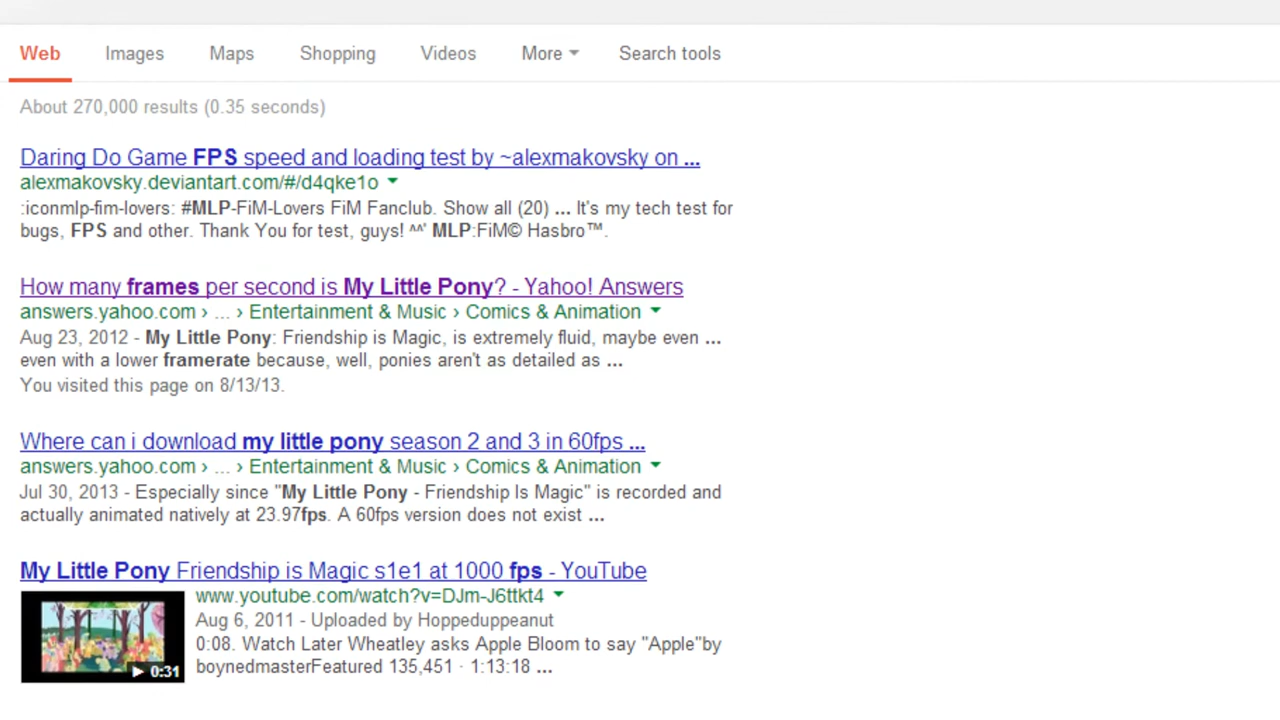 Web Images Maps Shopping Videos More Search tools
About 270,000 results (0.35 seconds)
Daring Do Game FPS speed and loading test by ~alexmakovsky on ...
alexmakovsky.deviantart.com/#/d4qke1o
:iconmlp-fim-lovers: #MLP-FiM-Lovers FiM Fanclub. Show all (20) ... It's my tech test for
bugs, FPS and other. Thank You for test, guys! ^^' MLP:FiM© Hasbro™.
How many frames per second is My Little Pony? - Yahoo! Answers
answers.yahoo.com › ... › Entertainment & Music › Comics & Animation
Aug 23, 2012 - My Little Pony: Friendship is Magic, is extremely fluid, maybe even ...
even with a lower framerate because, well, ponies aren't as detailed as ...
You visited this page on 8/13/13.
Where can i download my little pony season 2 and 3 in 60fps ...
answers.yahoo.com › ... › Entertainment & Music › Comics & Animation
Jul 30, 2013 - Especially since "My Little Pony - Friendship Is Magic" is recorded and
actually animated natively at 23.97fps. A 60fps version does not exist ...
My Little Pony Friendship is Magic s1e1 at 1000 fps - YouTube
www.youtube.com/watch?v=DJm-J6ttkt4
Aug 6, 2011 - Uploaded by Hoppeduppeanut
0:08. Watch Later Wheatley asks Apple Bloom to say "Apple"by
boynedmasterFeatured 135,451 · 1:13:18 ...
0:31